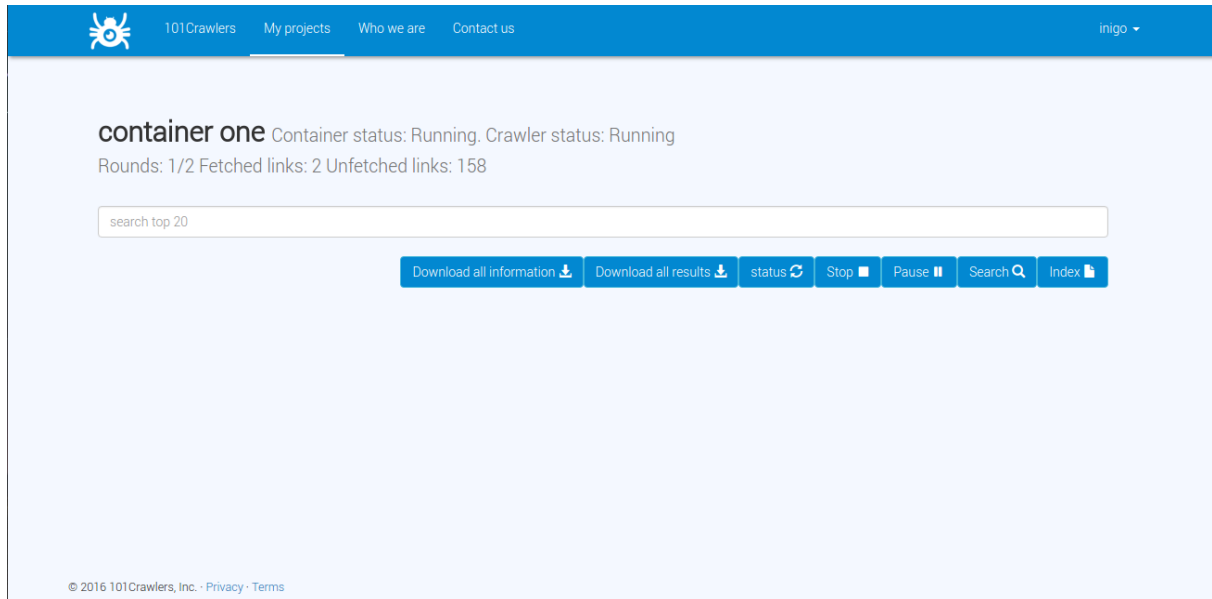 101Crawlers My projects Who we are Contact us inigo
container one Container status: Running. Crawler status: Running
Rounds: 1/2 Fetched links: 2 Unfetched links: 158
search top 20
Download all information Download all results status Stop Pause Search Index
© 2016 101Crawlers, Inc. · Privacy · Terms